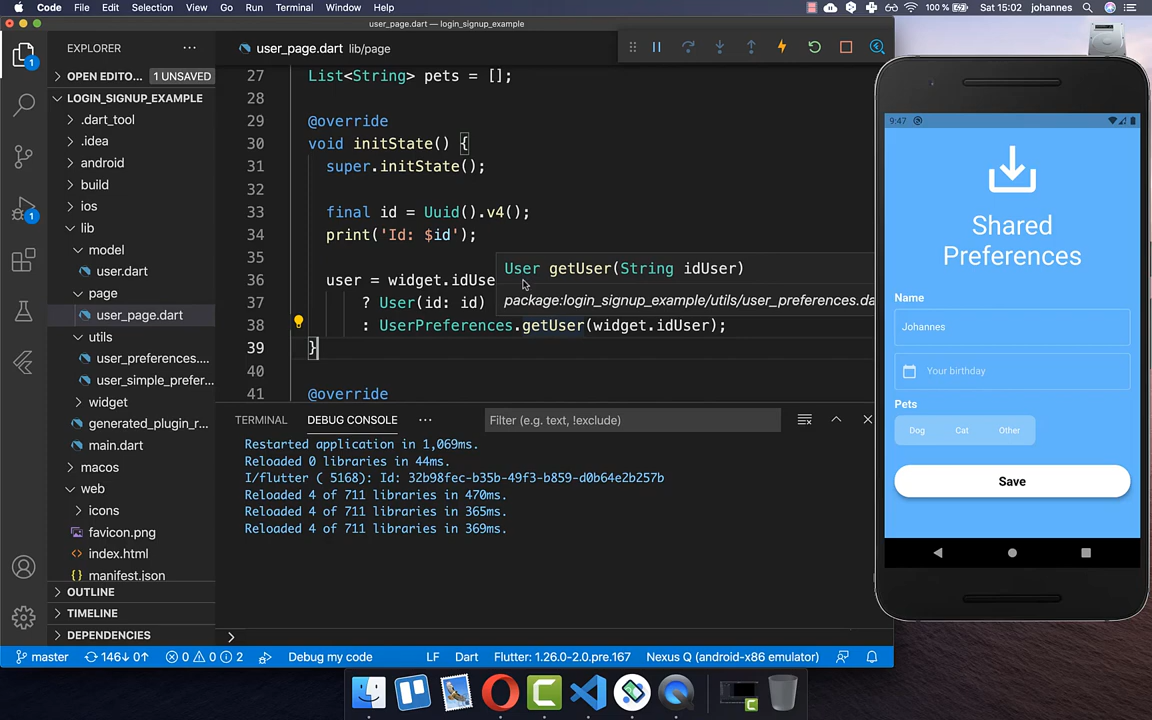 Code File Edit Selection View Go Run Terminal Window Help
100 % Sat 15:02 johannes
user_page.dart — login_signup_example
EXPLORER
OPEN EDITO... 1 UNSAVED
LOGIN_SIGNUP_EXAMPLE
.dart_tool
.idea
android
build
ios
lib
model
user.dart
page
user_page.dart
utils
user_preferences....
user_simple_prefer...
widget
generated_plugin_r...
main.dart
macos
web
icons
favicon.png
index.html
manifest.json
OUTLINE
TIMELINE
DEPENDENCIES
1
1
user_page.dart lib/page
27 List<String> pets = [];
28
29 @override
30 void initState() {
31 super.initState();
32
33 final id = Uuid().v4();
34 print('Id: $id');
35
36 user = widget.idUse
37 ? User(id: id)
38 : UserPreferences.getUser(widget.idUser);
39 }
40
41 @override
User getUser(String idUser)
package:login_signup_example/utils/user_preferences.da
TERMINAL DEBUG CONSOLE ... Filter (e.g. text, !exclude)
Restarted application in 1,069ms.
Reloaded 0 libraries in 44ms.
I/flutter ( 5168): Id: 32b98fec-b35b-49f3-b859-d0b64e2b257b
Reloaded 4 of 711 libraries in 470ms.
Reloaded 4 of 711 libraries in 365ms.
Reloaded 4 of 711 libraries in 369ms.
master 146↓ 0↑ 0 0 2 Debug my code LF Dart Flutter: 1.26.0-2.0.pre.167 Nexus Q (android-x86 emulator)
9:47
Shared
Preferences
Name
Johannes
Your birthday
Pets
Dog Cat Other
Save